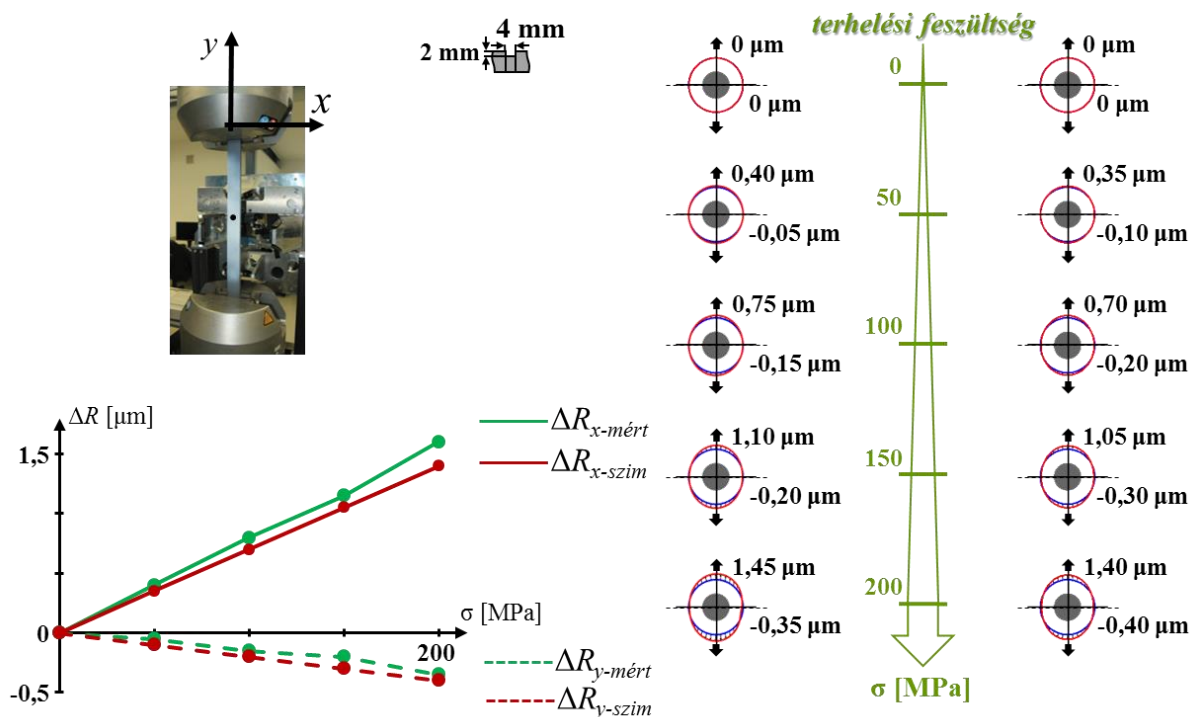 y
x
4 mm
2 mm
terhelési feszültség
0
50
100
150
200
σ [MPa]
0 μm
0 μm
0,40 μm
-0,05 μm
0,75 μm
-0,15 μm
1,10 μm
-0,20 μm
1,45 μm
-0,35 μm
0 μm
0 μm
0,35 μm
-0,10 μm
0,70 μm
-0,20 μm
1,05 μm
-0,30 μm
1,40 μm
-0,40 μm
ΔR [μm]
1,5
0
-0,5
σ [MPa]
200
ΔRx-mért
ΔRx-szim
ΔRy-mért
ΔRy-szim